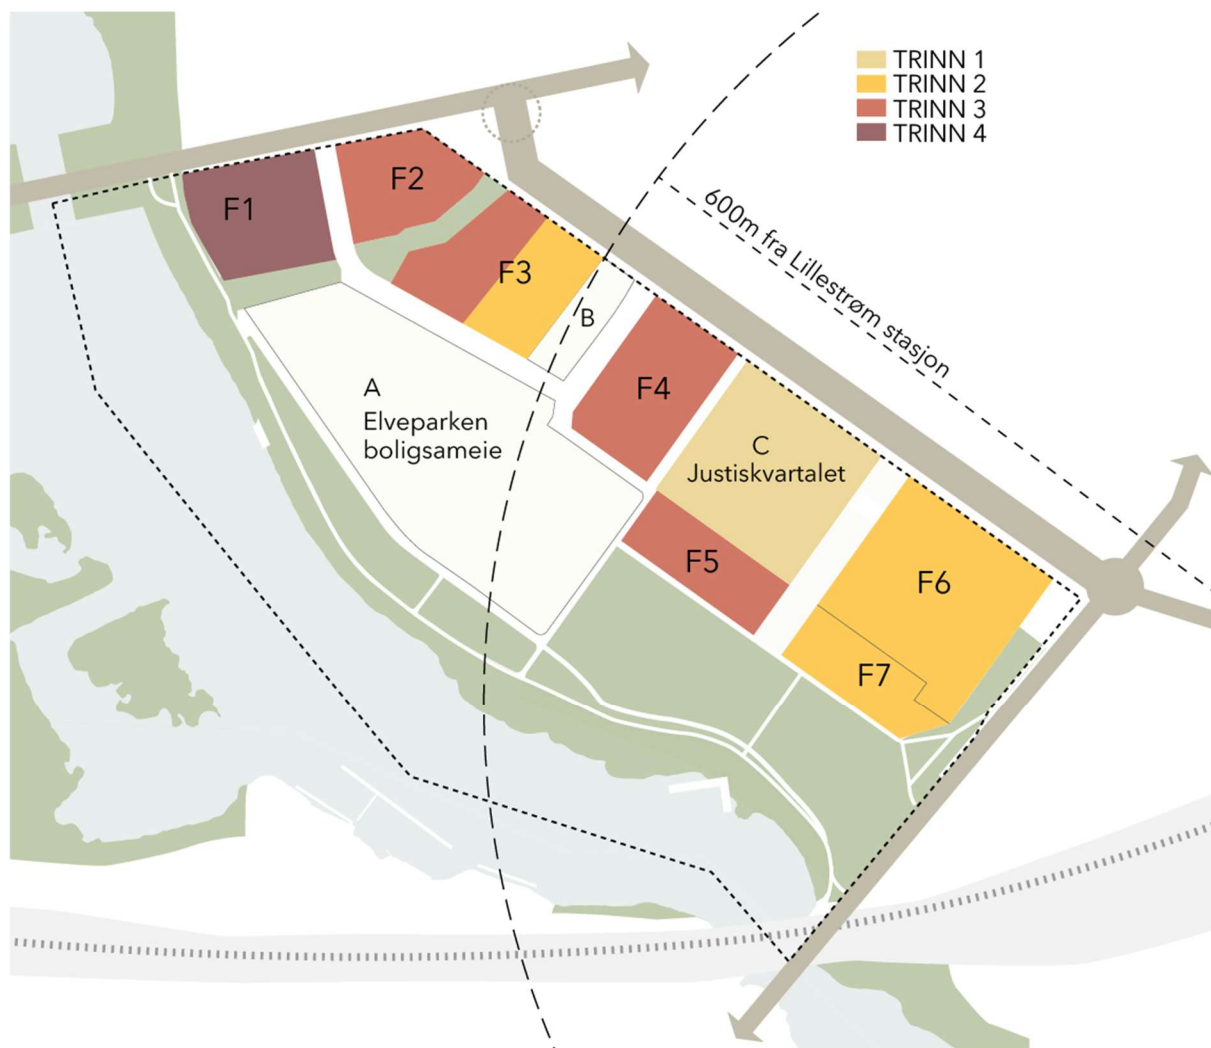 TRINN 1
TRINN 2
TRINN 3
TRINN 4
600m fra Lillestrøm stasjon
F1
F2
F3
B
F4
A
Elveparken
boligsameie
C
Justiskvartalet
F5
F6
F7